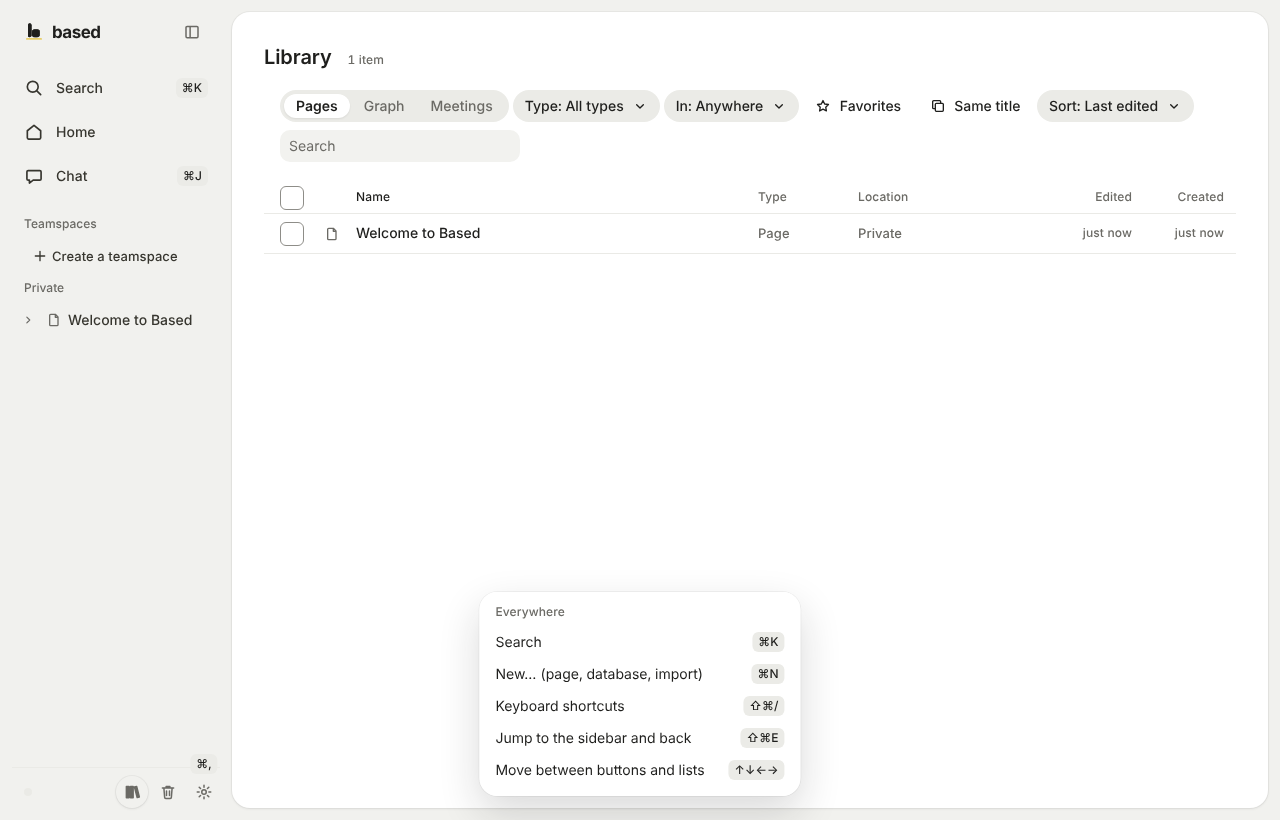 based
Search ⌘K
Home
Chat ⌘J
Teamspaces
Create a teamspace
Private
Welcome to Based
⌘,
Library 1 item
Pages Graph Meetings Type: All types In: Anywhere Favorites Same title Sort: Last edited
Search
Name Type Location Edited Created
Welcome to Based Page Private just now just now
Everywhere
Search ⌘K
New... (page, database, import) ⌘N
Keyboard shortcuts ⇧⌘/
Jump to the sidebar and back ⇧⌘E
Move between buttons and lists ↑↓←→